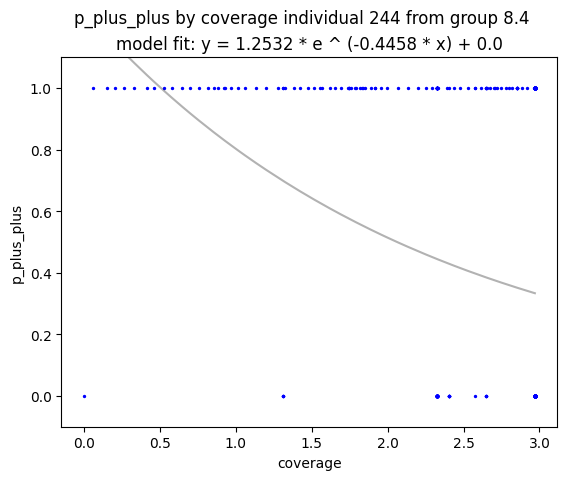 p_plus_plus by coverage individual 244 from group 8.4
model fit: y = 1.2532 * e ^ (-0.4458 * x) + 0.0
1.0
0.8
0.6
0.4
0.2
0.0
p_plus_plus
0.0 0.5 1.0 1.5 2.0 2.5 3.0
coverage